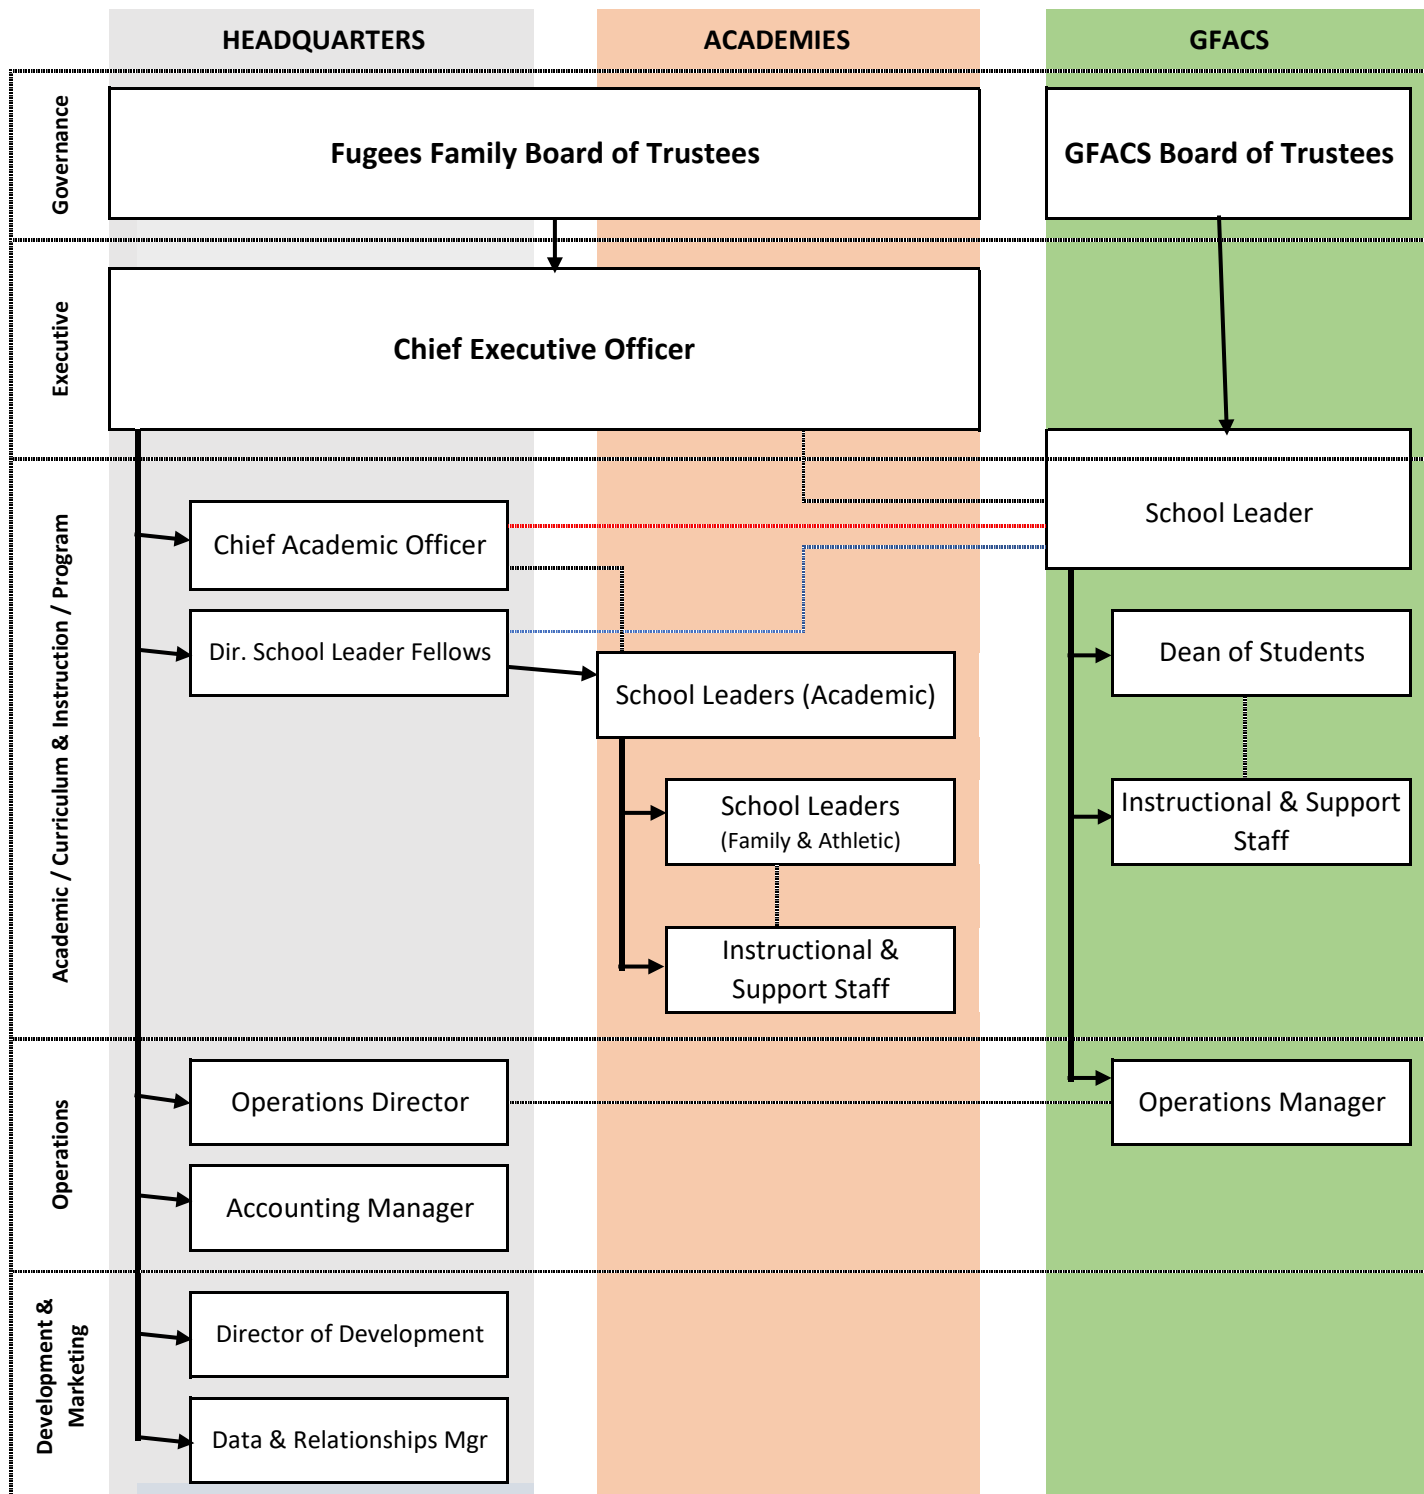 HEADQUARTERS
ACADEMIES
GFACS
Governance
Fugees Family Board of Trustees
GFACS Board of Trustees
Executive
Chief Executive Officer
Academic / Curriculum & Instruction / Program
School Leader
Chief Academic Officer
Dir. School Leader Fellows
School Leaders (Academic)
Dean of Students
School Leaders
(Family & Athletic)
Instructional & Support
Staff
Instructional &
Support Staff
Operations
Operations Director
Operations Manager
Accounting Manager
Development &
Marketing
Director of Development
Data & Relationships Mgr